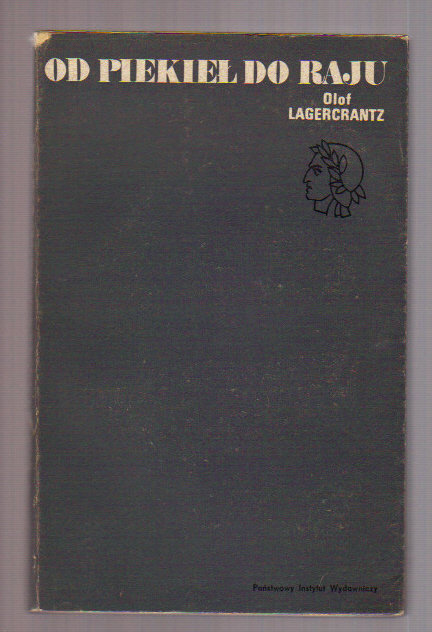 OD PIEKIEŁ DO RAJU
Olof
LAGERCRANTZ
Państwowy Instytut Wydawniczy